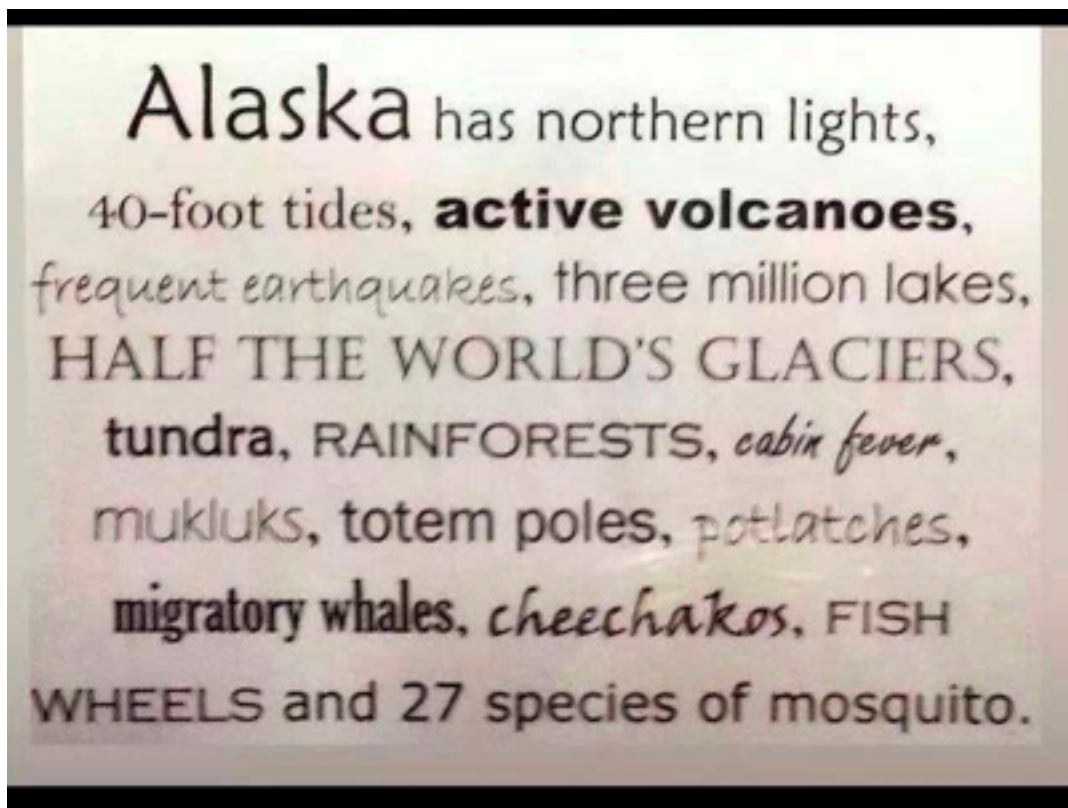 Alaska has northern lights,
40-foot tides, active volcanoes,
frequent earthquakes, three million lakes,
HALF THE WORLD'S GLACIERS,
tundra, RAINFORESTS, cabin fever,
mukluks, totem poles, potlatches,
migratory whales, cheechakos, FISH
WHEELS and 27 species of mosquito.